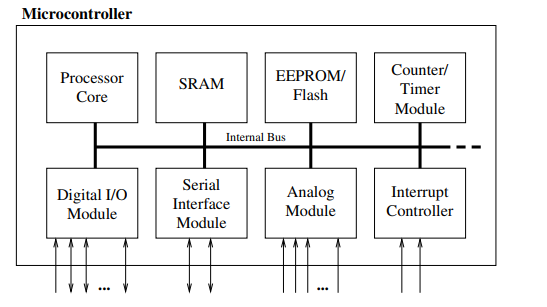 Microcontroller
Processor
Core
SRAM
EEPROM/
Flash
Counter/
Timer
Module
Internal Bus
Digital I/O
Module
Serial
Interface
Module
Analog
Module
Interrupt
Controller
...
...